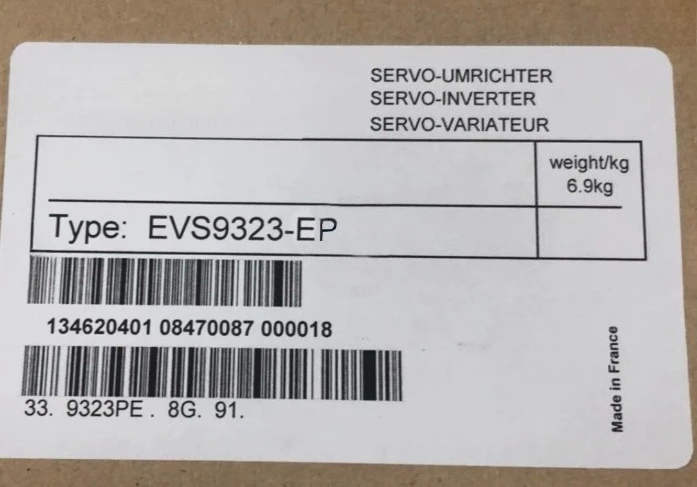 SERVO-UMRICHTER
SERVO-INVERTER
SERVO-VARIATEUR
weight/kg
6.9kg
Type: EVS9323-EP
134620401 08470087 000018
33. 9323PE . 8G. 91.
Made in France